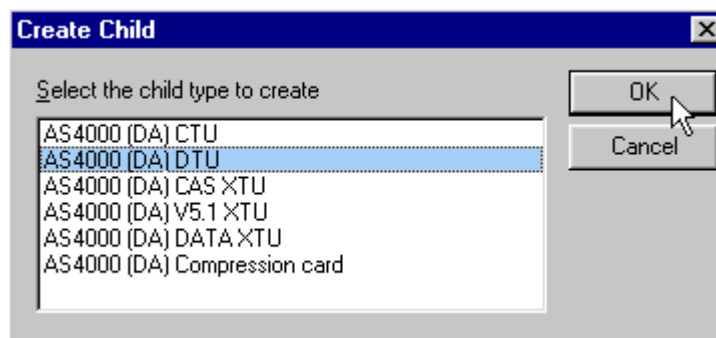 Create Child
Select the child type to create
OK
Cancel
AS4000 (DA) CTU
AS4000 (DA) DTU
AS4000 (DA) CAS XTU
AS4000 (DA) V5.1 XTU
AS4000 (DA) DATA XTU
AS4000 (DA) Compression card